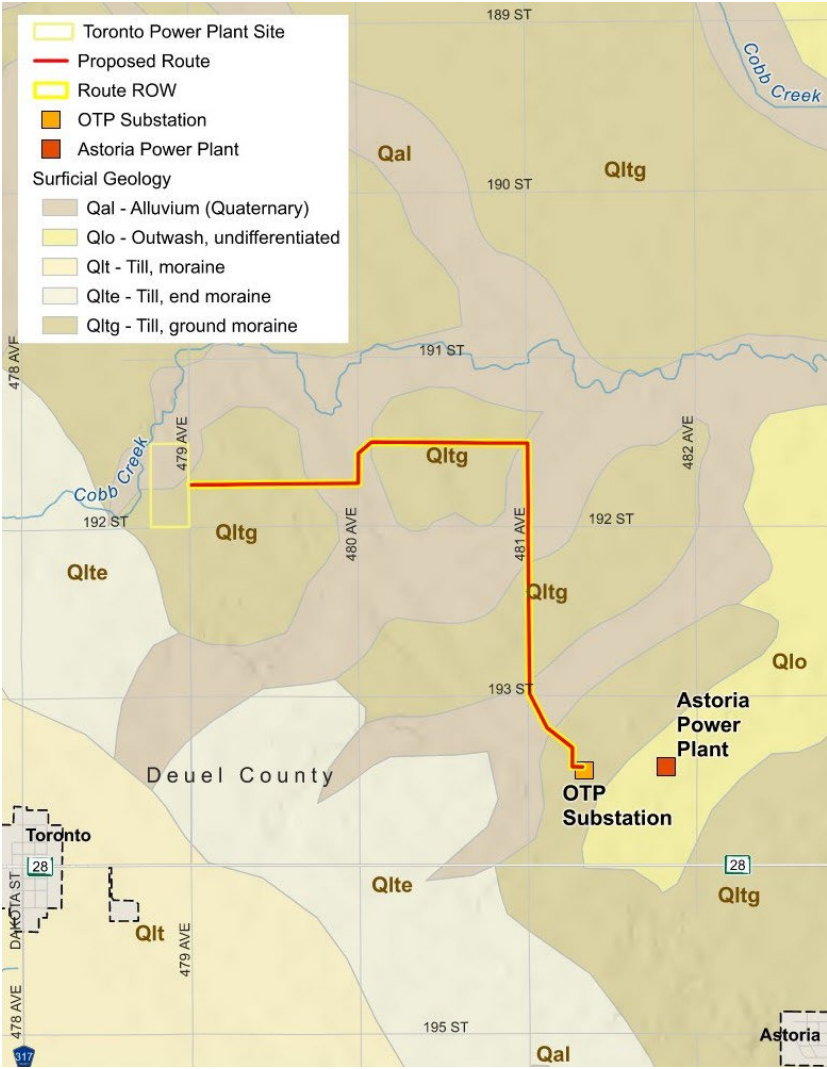 Toronto Power Plant Site
Proposed Route
Route ROW
OTP Substation
Astoria Power Plant
Surficial Geology
Qal - Alluvium (Quaternary)
Qlo - Outwash, undifferentiated
Qlt - Till, moraine
Qlte - Till, end moraine
Qltg - Till, ground moraine
189 ST
Cobb Creek
Qal
Qltg
190 ST
191 ST
478 AVE
479 AVE
482 AVE
Cobb Creek
Qltg
192 ST
Qltg
480 AVE
481 AVE
192 ST
Qlte
Qltg
Qlo
193 ST
Astoria
Power
Plant
Deuel County
OTP
Substation
Toronto
28
28
DAKOTA ST
Qlte
Qltg
Qlt
479 AVE
478 AVE
195 ST
Astoria
317
Qal